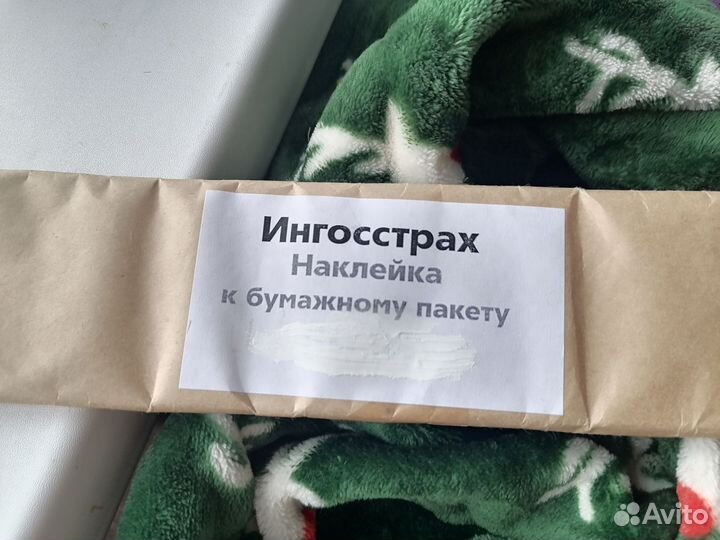 Ингосстрах
Наклейка
к бумажному пакету
Avito